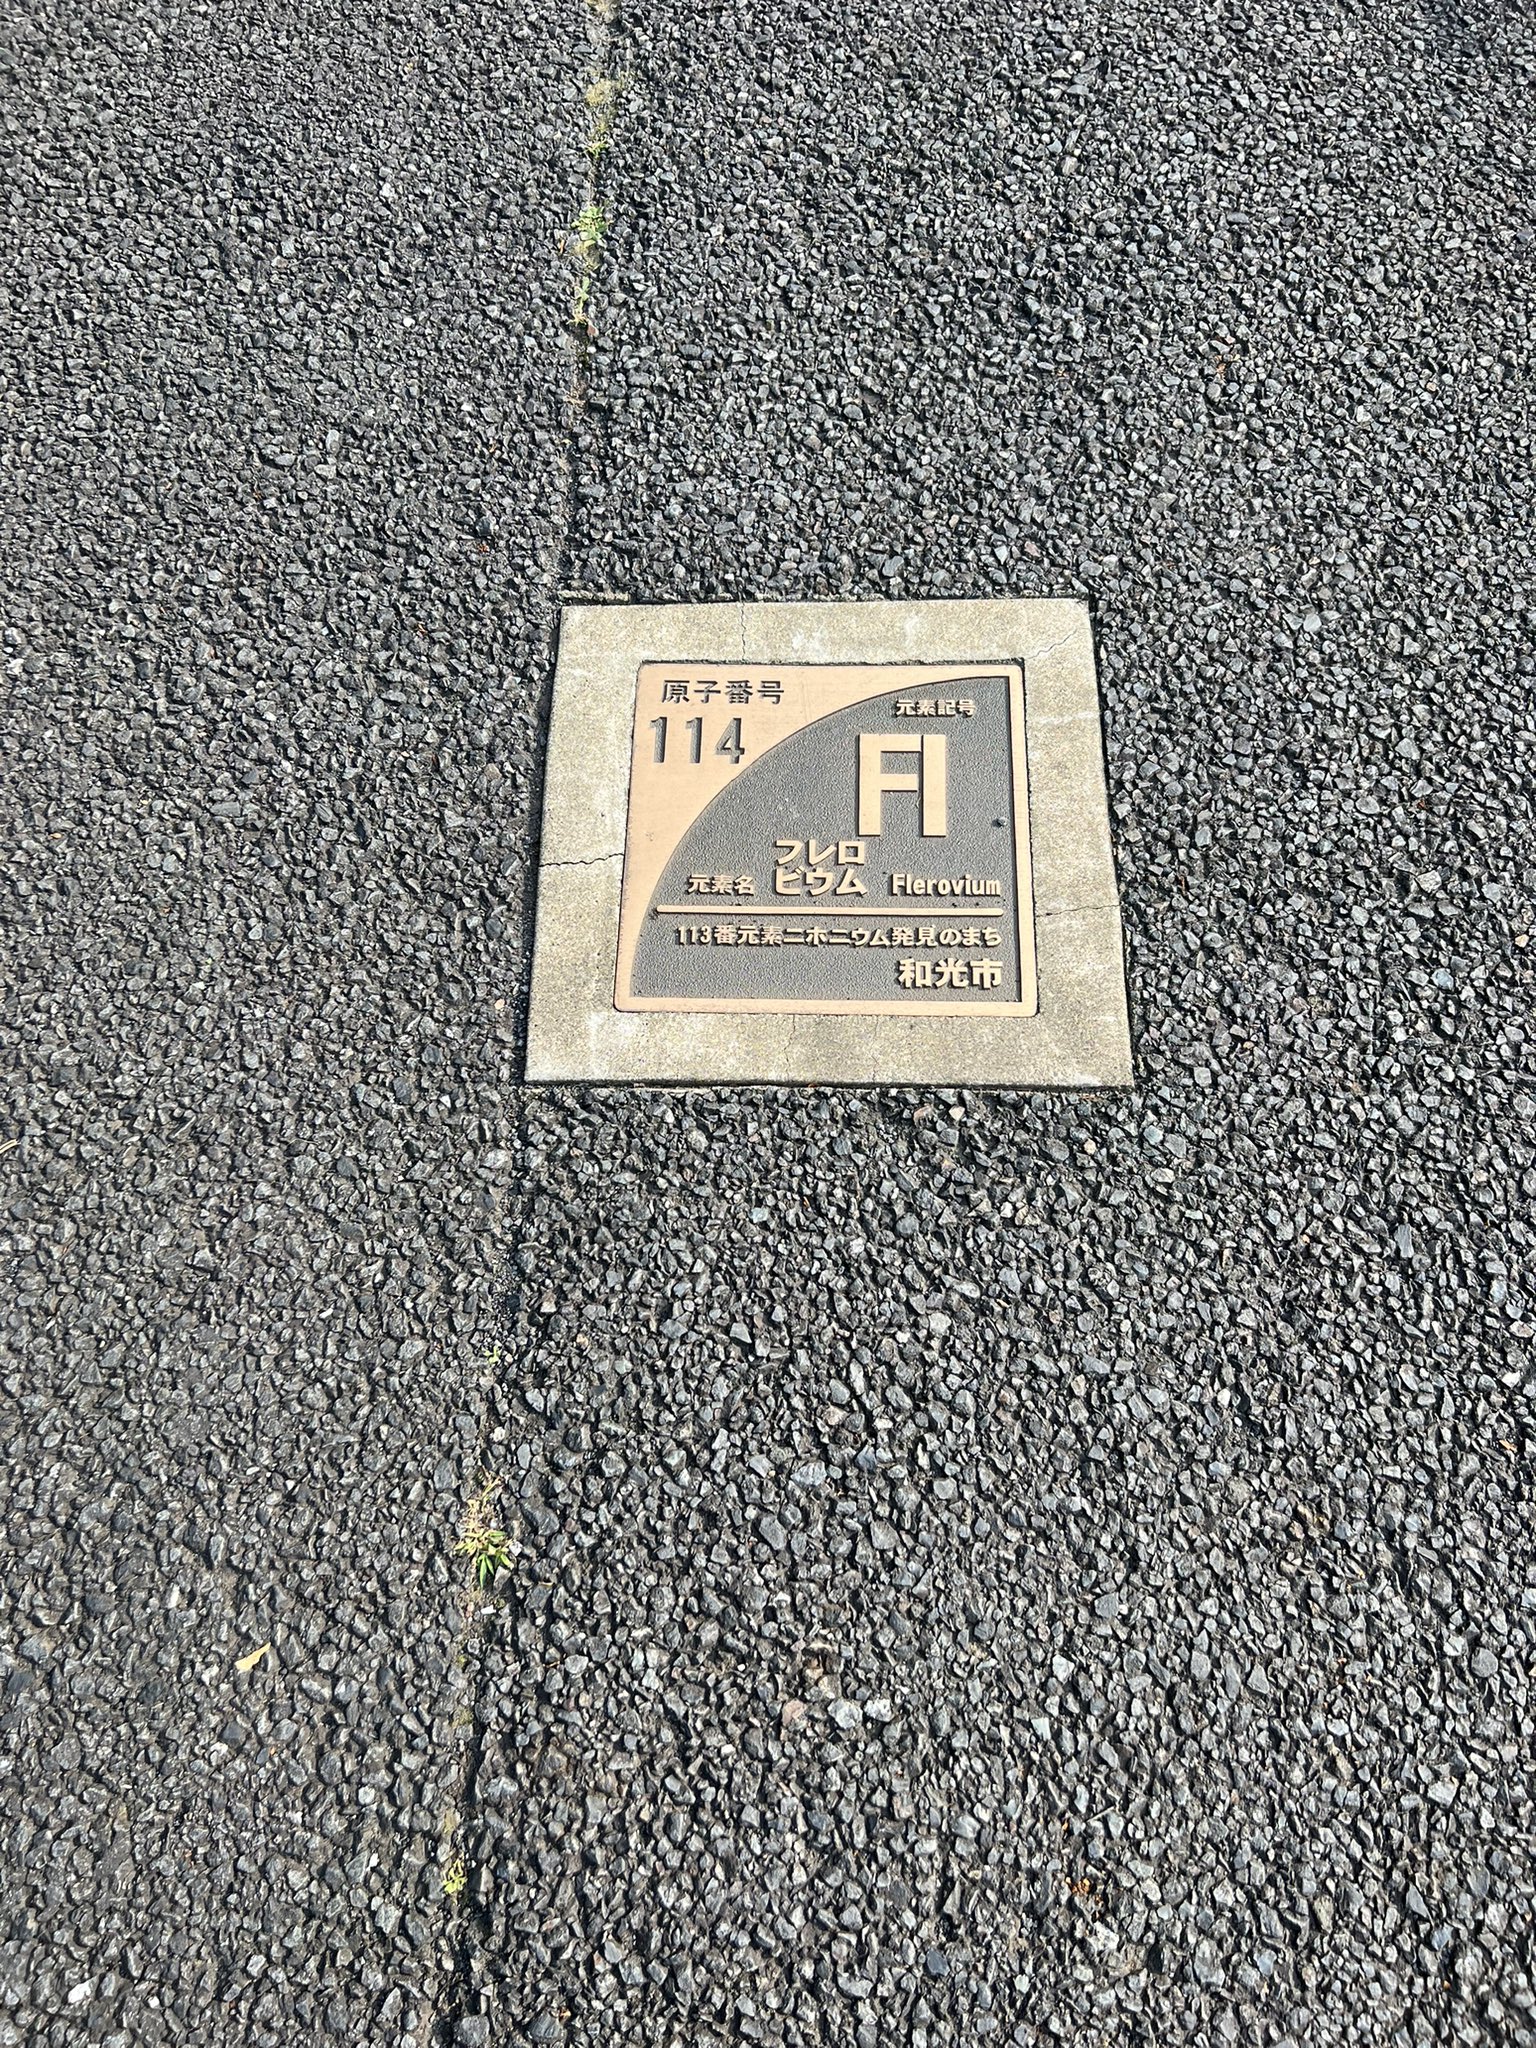 原子番号
114
元素記号
Fl
元素名 フレロビウム Flerovium
113番元素ニホニウム発見のまち
和光市